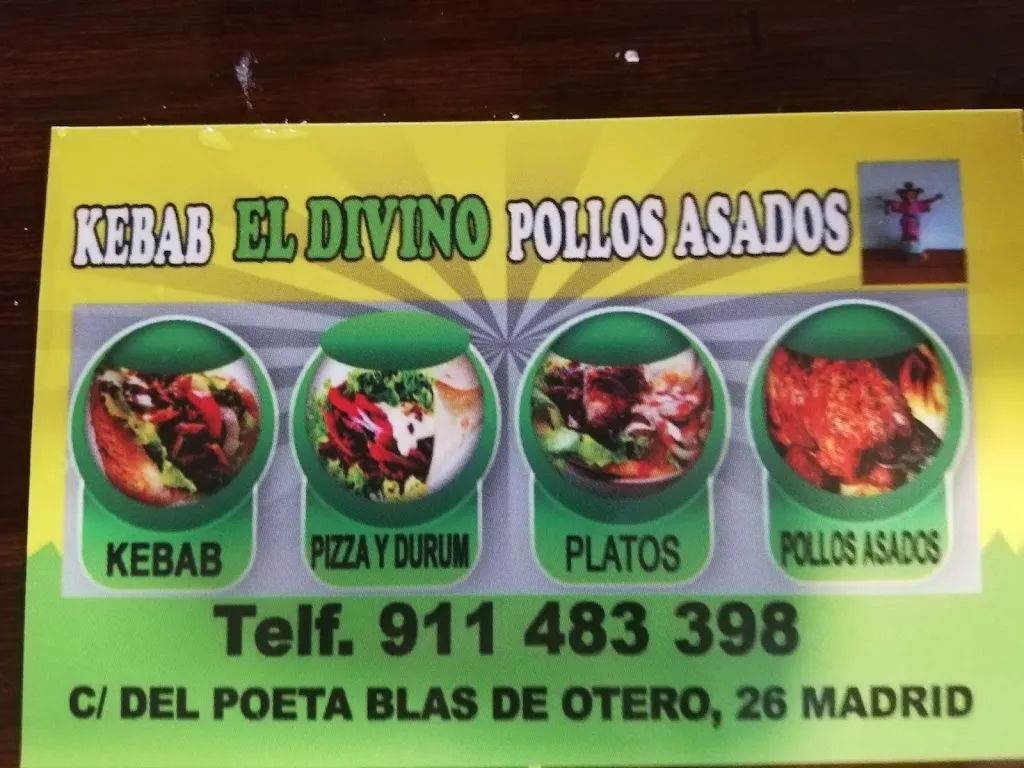 KEBAB EL DIVINO POLLOS ASADOS
KEBAB
PIZZA Y DURUM
PLATOS
POLLOS ASADOS
Telf. 911 483 398
C/ DEL POETA BLAS DE OTERO, 26 MADRID